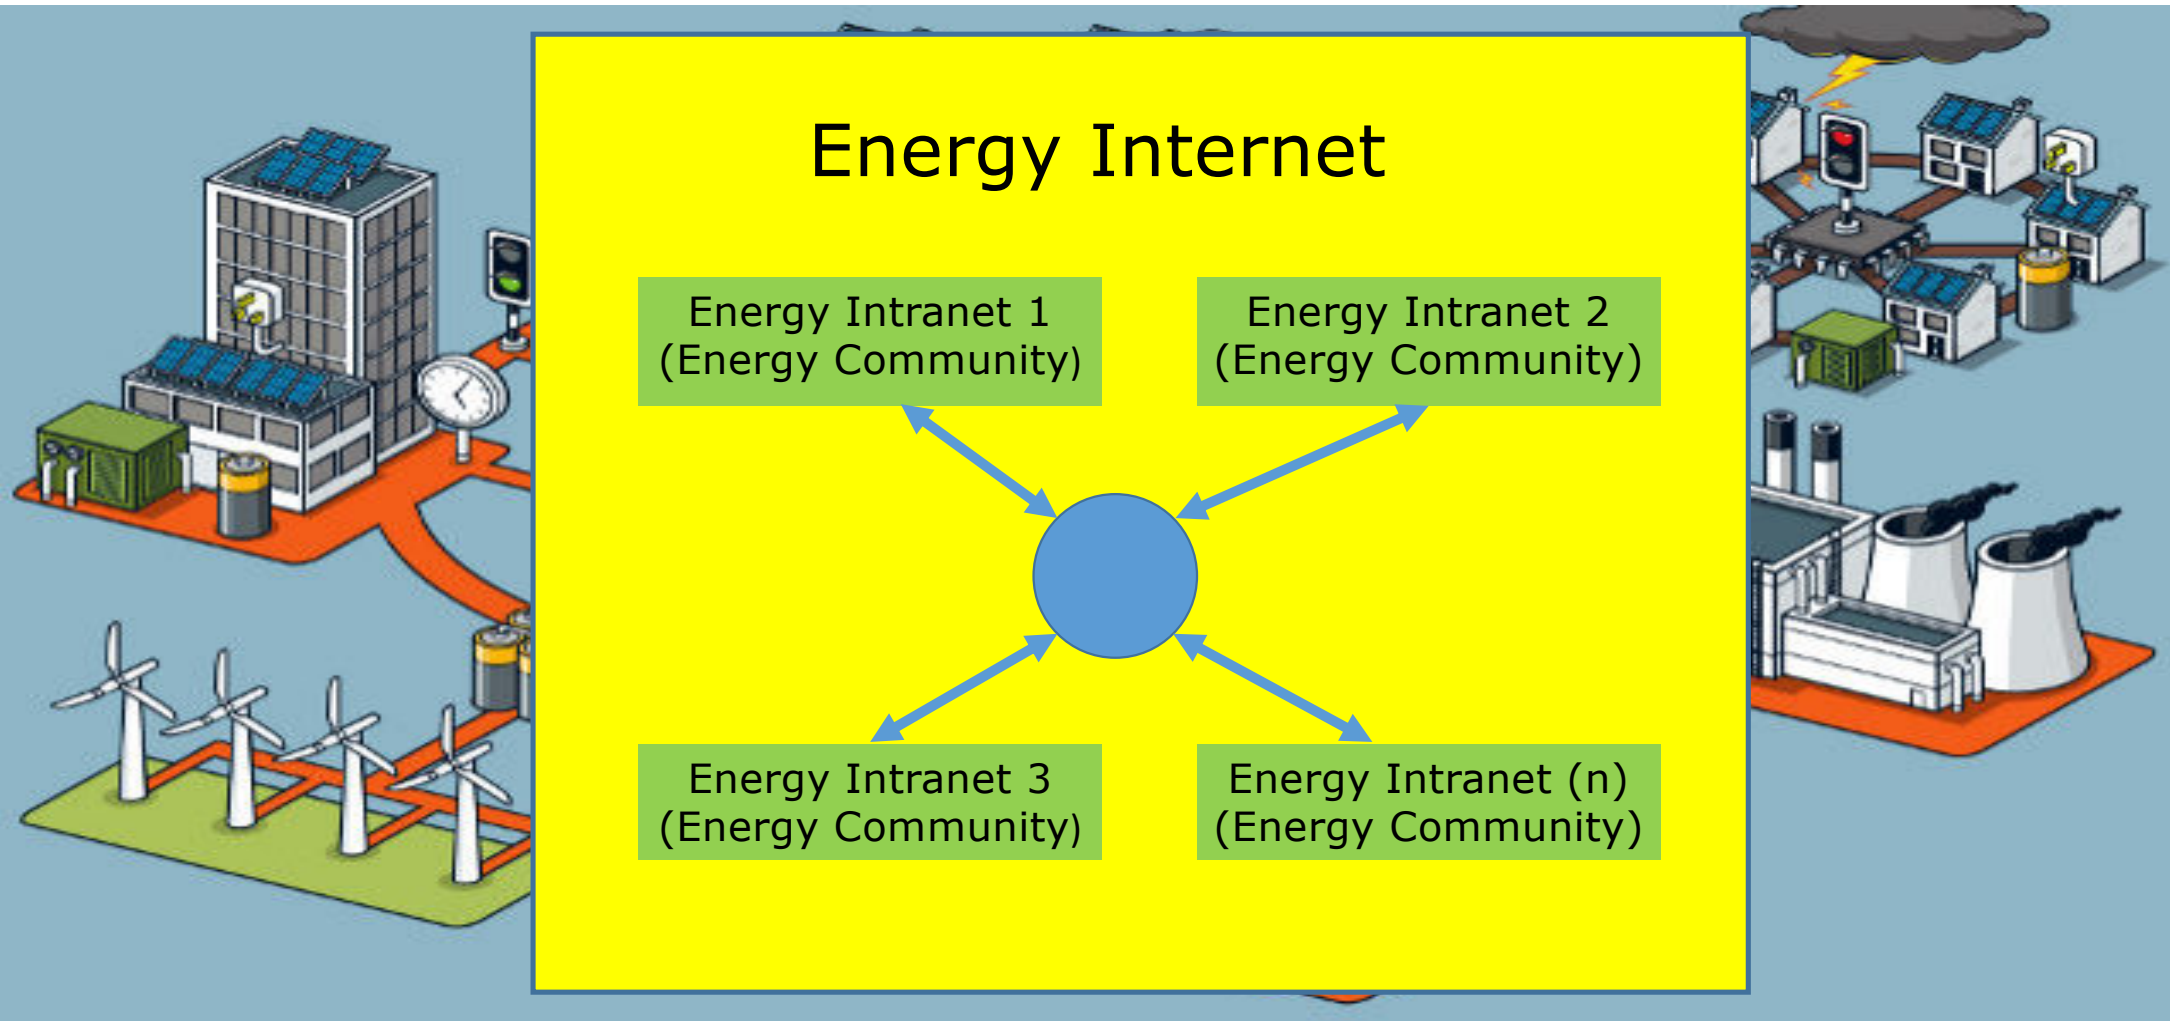 Energy Internet
Energy Intranet 1
(Energy Community)
Energy Intranet 2
(Energy Community)
Energy Intranet 3
(Energy Community)
Energy Intranet (n)
(Energy Community)